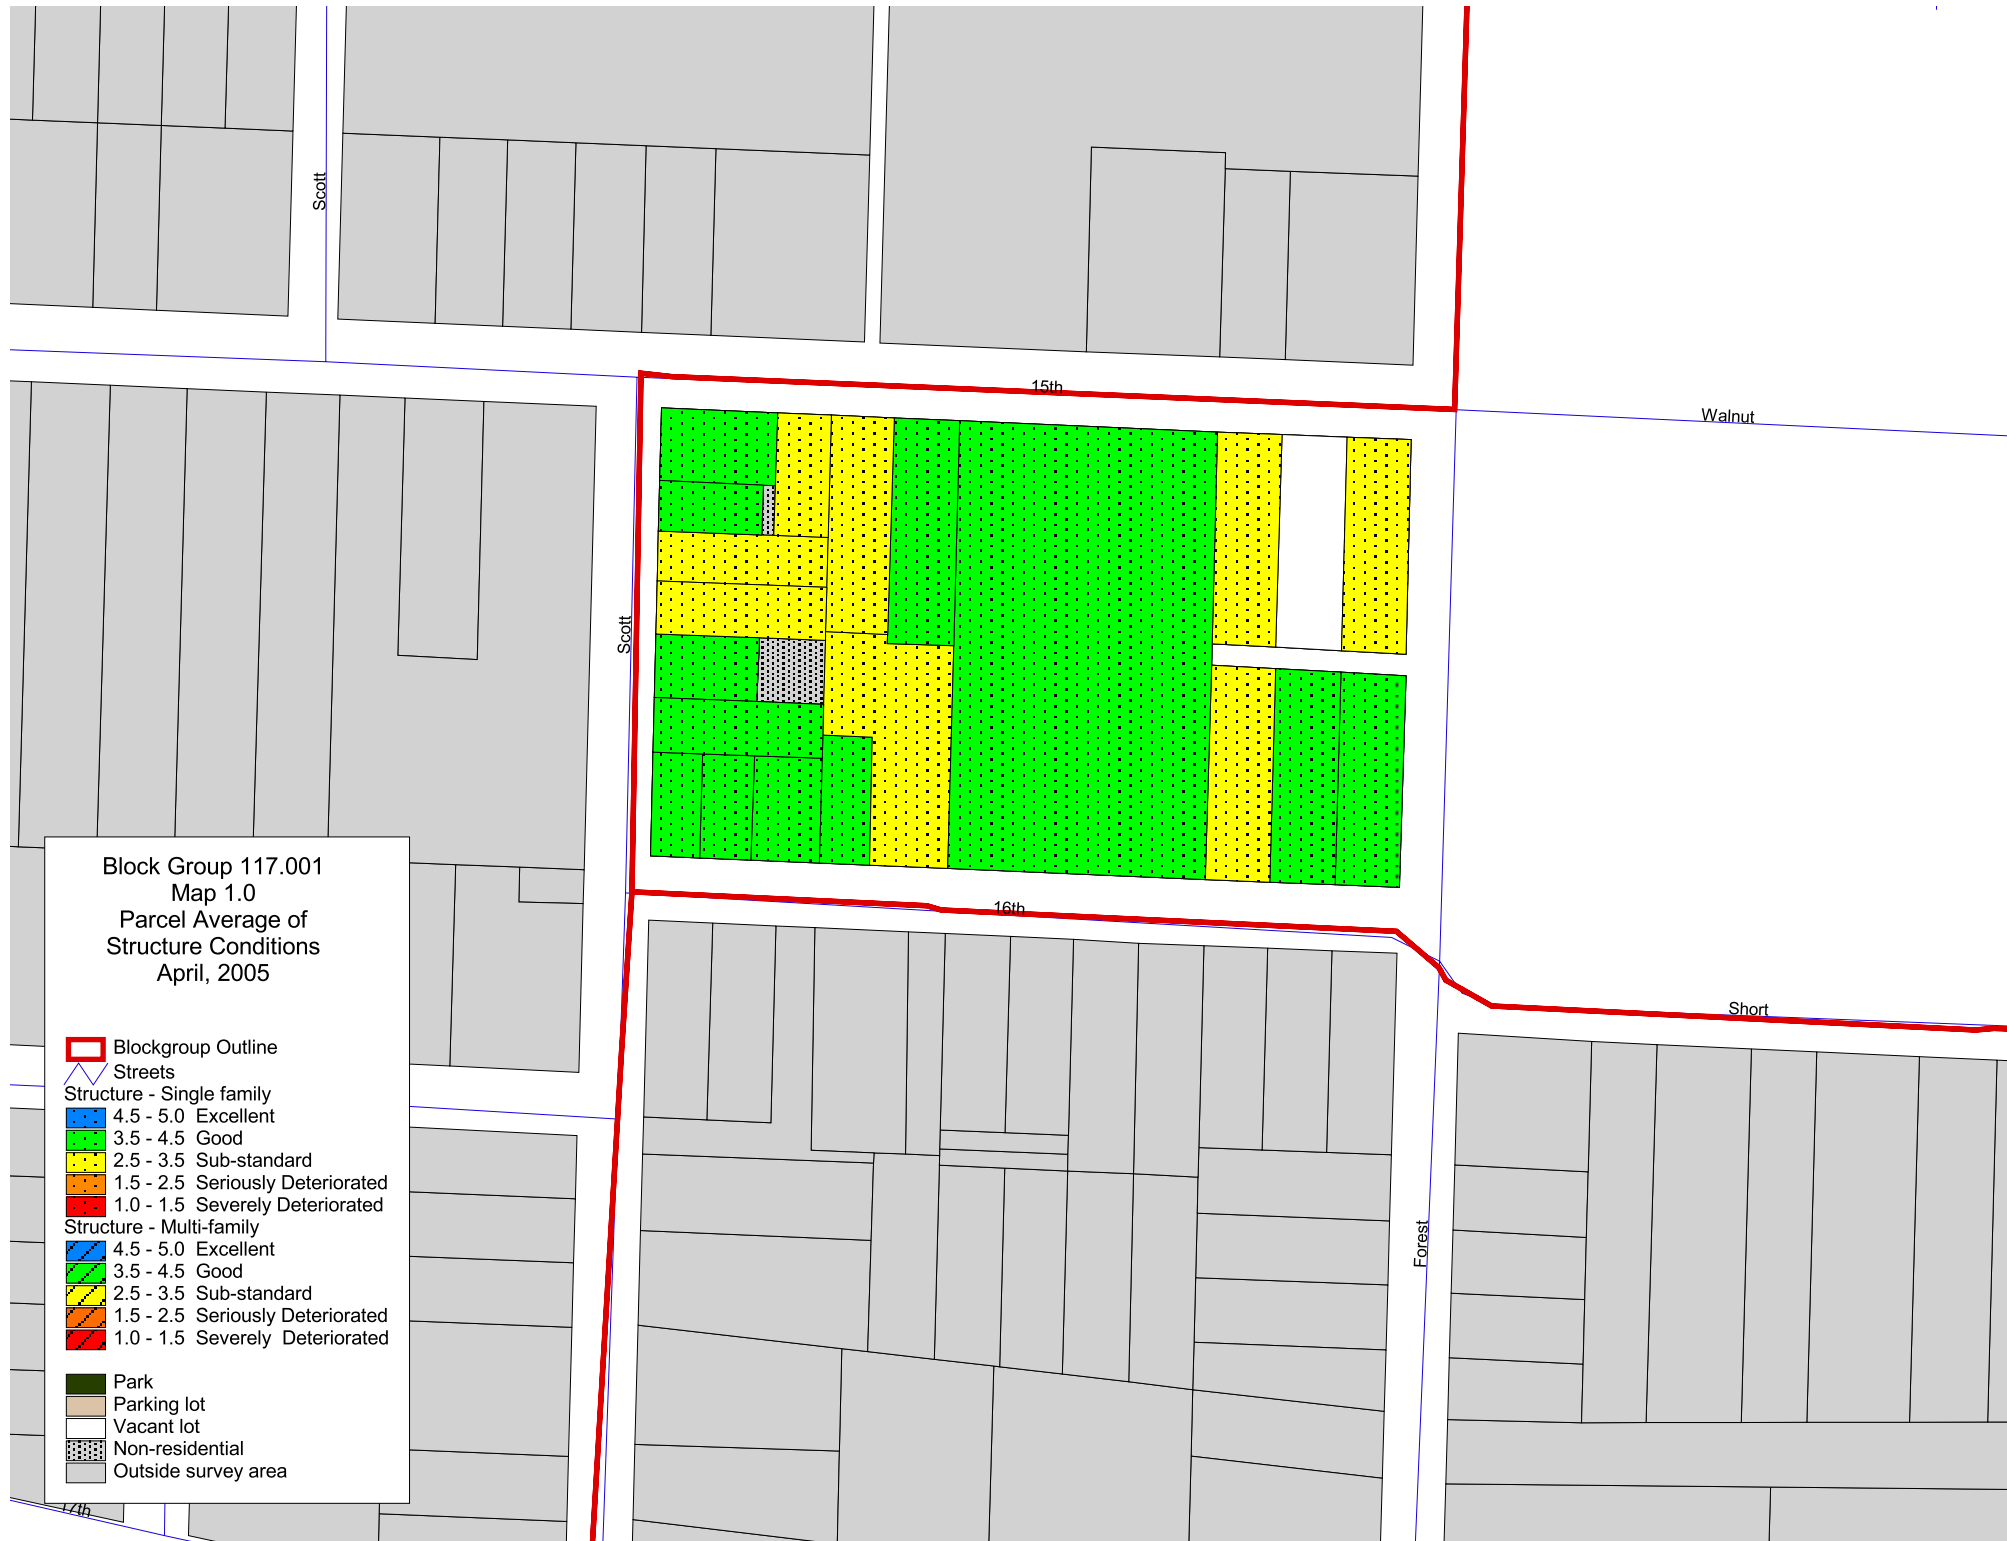 Scott
15th
Walnut
Scott
16th
Short
Forest
17th
Block Group 117.001
Map 1.0
Parcel Average of
Structure Conditions
April, 2005
Blockgroup Outline
Streets
Structure - Single family
4.5 - 5.0 Excellent
3.5 - 4.5 Good
2.5 - 3.5 Sub-standard
1.5 - 2.5 Seriously Deteriorated
1.0 - 1.5 Severely Deteriorated
Structure - Multi-family
4.5 - 5.0 Excellent
3.5 - 4.5 Good
2.5 - 3.5 Sub-standard
1.5 - 2.5 Seriously Deteriorated
1.0 - 1.5 Severely Deteriorated
Park
Parking lot
Vacant lot
Non-residential
Outside survey area